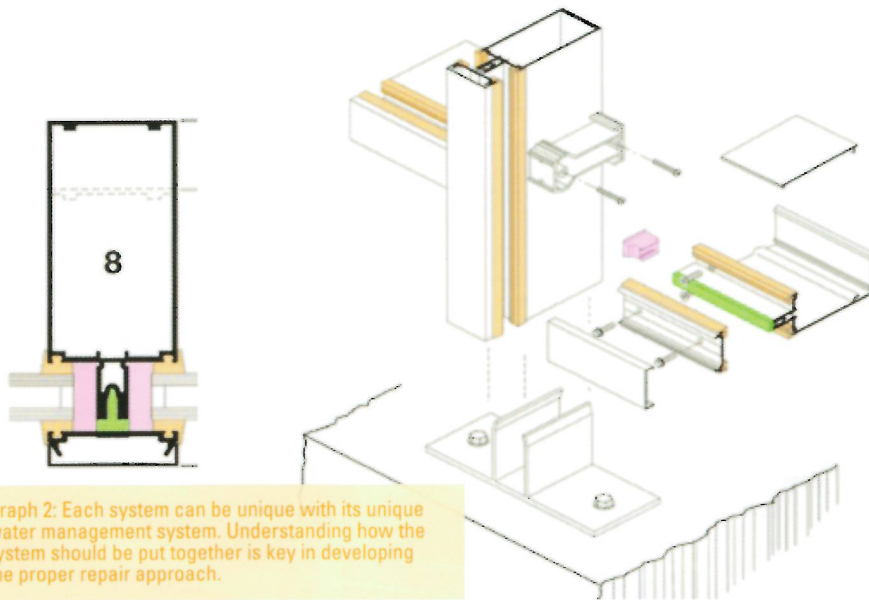 8
raph 2: Each system can be unique with its unique
water management system. Understanding how the
ystem should be put together is key in developing
he proper repair approach.